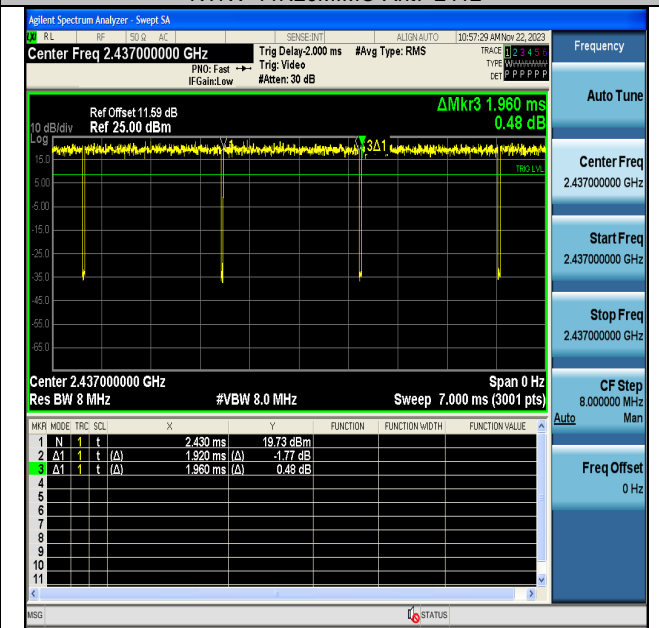 Agilent Spectrum Analyzer - Swept SA
RL RF 50 Ω AC SENSE:INT ALIGN AUTO 10:57:29 AM Nov 22, 2023
Center Freq 2.437000000 GHz
PNO: Fast
IFGain:Low
Trig Delay-2.000 ms
Trig: Video
#Atten: 30 dB
#Avg Type: RMS
TRACE 1 2 3 4 5 6
TYPE
DET P P P P P P
ΔMkr3 1.960 ms
0.48 dB
Ref Offset 11.59 dB
10 dB/div Ref 25.00 dBm
Log
3Δ1
15.0
TRIG LVL
5.00
-5.00
-15.0
-25.0
-35.0
-45.0
-55.0
-65.0
Center 2.437000000 GHz Span 0 Hz
Res BW 8 MHz #VBW 8.0 MHz Sweep 7.000 ms (3001 pts)
MKR MODE TRC SCL X Y FUNCTION FUNCTION WIDTH FUNCTION VALUE
1 N 1 t 2.430 ms 19.73 dBm
2 Δ1 1 t (Δ) 1.920 ms (Δ) -1.77 dB
3 Δ1 1 t (Δ) 1.960 ms (Δ) 0.48 dB
4
5
6
7
8
9
10
11
MSG STATUS
Frequency
Auto Tune
Center Freq
2.437000000 GHz
Start Freq
2.437000000 GHz
Stop Freq
2.437000000 GHz
CF Step
8.000000 MHz
Auto Man
Freq Offset
0 Hz